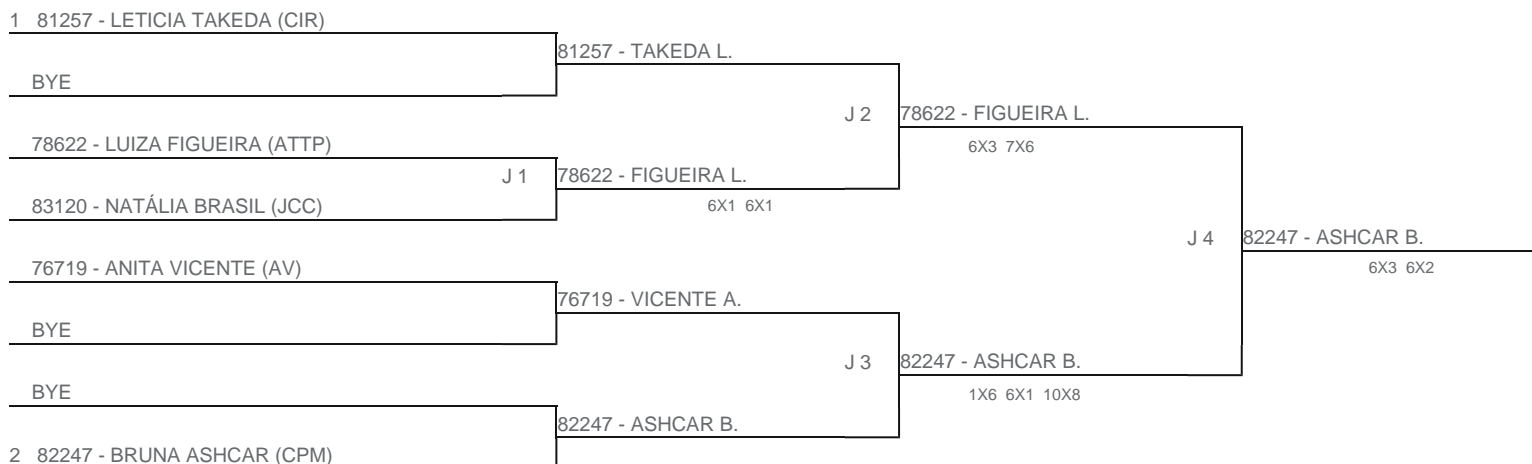 1 81257 - LETICIA TAKEDA (CIR)
81257 - TAKEDA L.
BYE
J 2 78622 - FIGUEIRA L.
78622 - LUIZA FIGUEIRA (ATTP)
6X3 7X6
J 1 78622 - FIGUEIRA L.
83120 - NATÁLIA BRASIL (JCC)
6X1 6X1
J 4 82247 - ASHCAR B.
76719 - ANITA VICENTE (AV)
6X3 6X2
76719 - VICENTE A.
BYE
J 3 82247 - ASHCAR B.
BYE
1X6 6X1 10X8
82247 - ASHCAR B.
2 82247 - BRUNA ASHCAR (CPM)